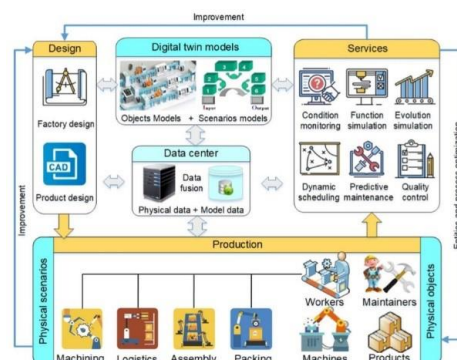 Improvement
Design
Digital twin models
Services
Factory design
Objects Models + Scenarios models
Input
Output
Condition monitoring
Function simulation
Evolution simulation
CAD
Product design
Data center
Data fusion
Physical data + Model data
Dynamic scheduling
Predictive maintenance
Quality control
Improvement
Production
Physical scenarios
Physical objects
Workers
Maintainers
Machining
Logistics
Assembly
Packing
Machines
Products